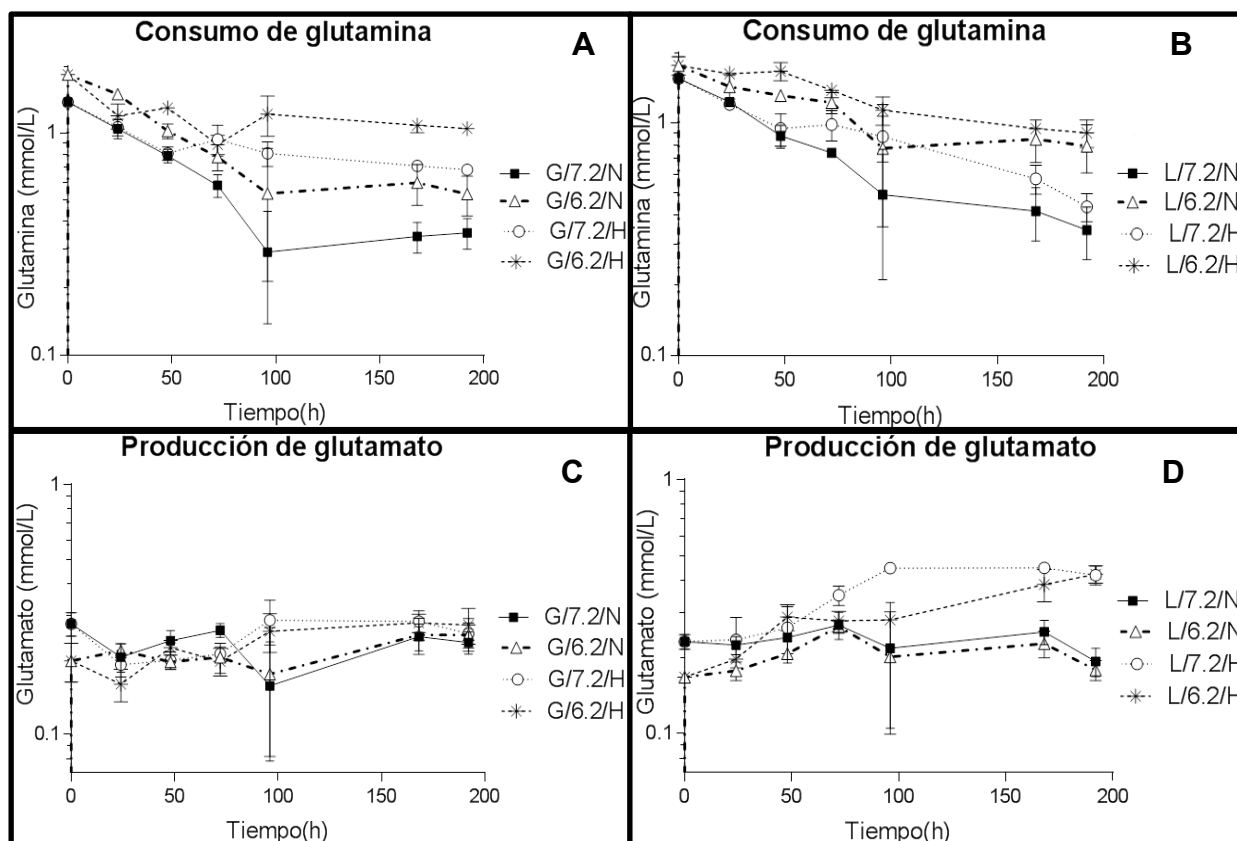 Consumo de glutamina
A
Glutamina (mmol/L)
1.0
0.1
0
50
100
150
200
Tiempo(h)
G/7.2/N
G/6.2/N
G/7.2/H
G/6.2/H
Consumo de glutamina
B
Glutamina (mmol/L)
1.0
0.1
0
50
100
150
200
Tiempo(h)
L/7.2/N
L/6.2/N
L/7.2/H
L/6.2/H
Producción de glutamato
C
Glutamato (mmol/L)
1
0.1
0
50
100
150
200
Tiempo(h)
G/7.2/N
G/6.2/N
G/7.2/H
G/6.2/H
Producción de glutamato
D
Glutamato (mmol/L)
1
0.1
0
50
100
150
200
Tiempo(h)
L/7.2/N
L/6.2/N
L/7.2/H
L/6.2/H